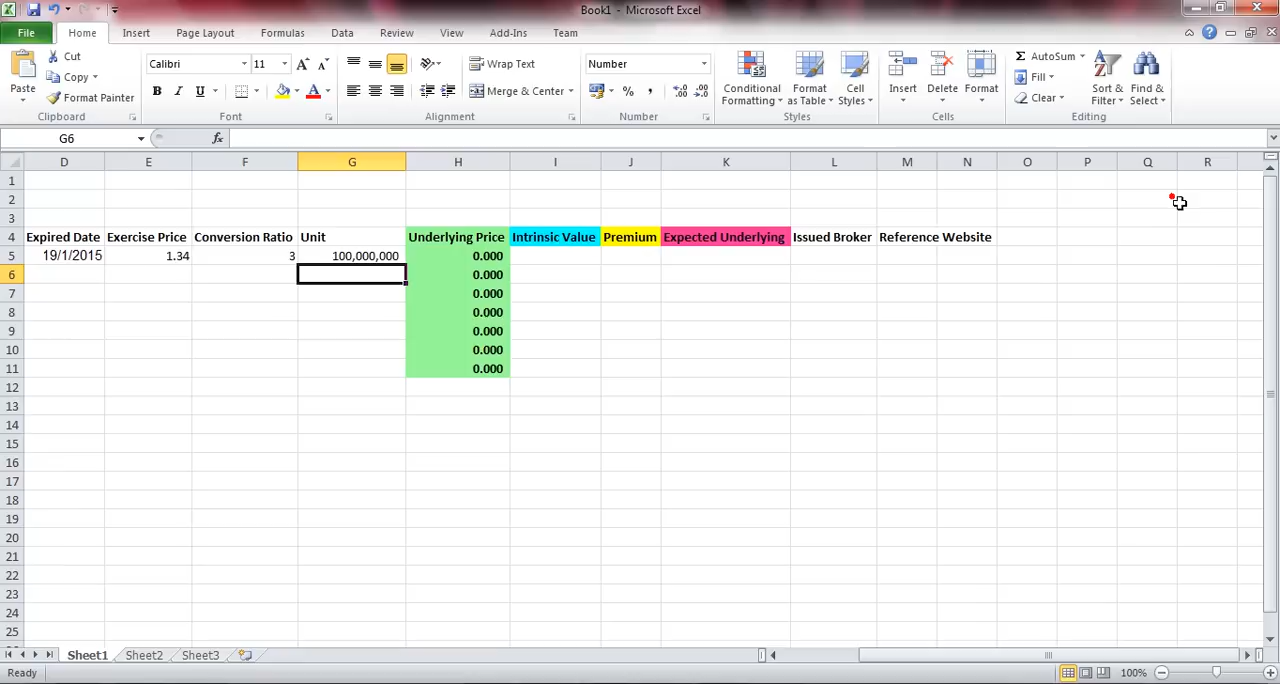 Book1 - Microsoft Excel
File Home Insert Page Layout Formulas Data Review View Add-Ins Team
Paste
Cut
Copy
Format Painter
Clipboard
Calibri 11
B I U A
Font
Wrap Text
Merge & Center
Alignment
Number
%
Number
Conditional Formatting
Format as Table
Cell Styles
Styles
Insert Delete Format
Cells
AutoSum
Fill
Clear
Sort & Filter
Find & Select
Editing
G6 fx
D E F G H I J K L M N O P Q R
1
2
3
4 Expired Date Exercise Price Conversion Ratio Unit Underlying Price Intrinsic Value Premium Expected Underlying Issued Broker Reference Website
5 19/1/2015 1.34 3 100,000,000 0.000
6 0.000
7 0.000
8 0.000
9 0.000
10 0.000
11 0.000
12
13
14
15
16
17
18
19
20
21
22
23
24
25
Sheet1 Sheet2 Sheet3
Ready 100%